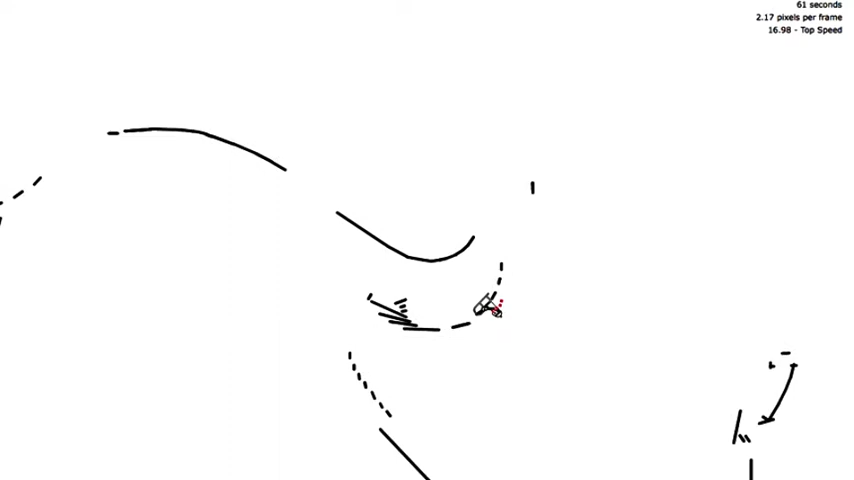 61 seconds
2.17 pixels per frame
16.98 - Top Speed